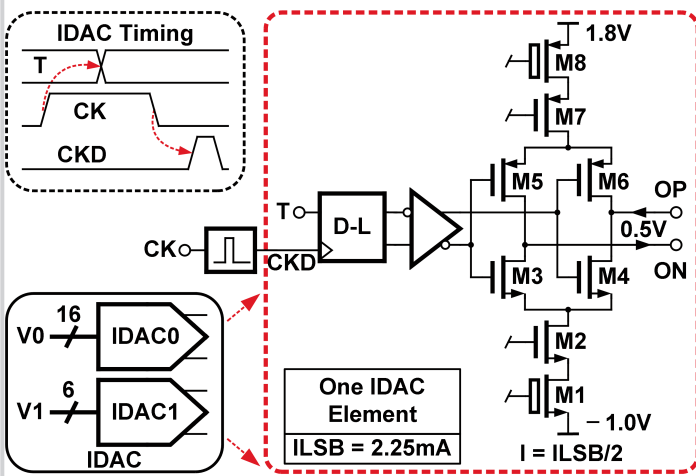 IDAC Timing
T
CK
CKD
1.8V
M8
M7
M5
M6
OP
0.5V
ON
T
D-L
CK
CKD
M3
M4
M2
M1
− 1.0V
I = ILSB/2
16
V0
IDAC0
6
V1
IDAC1
IDAC
One IDAC
Element
ILSB = 2.25mA